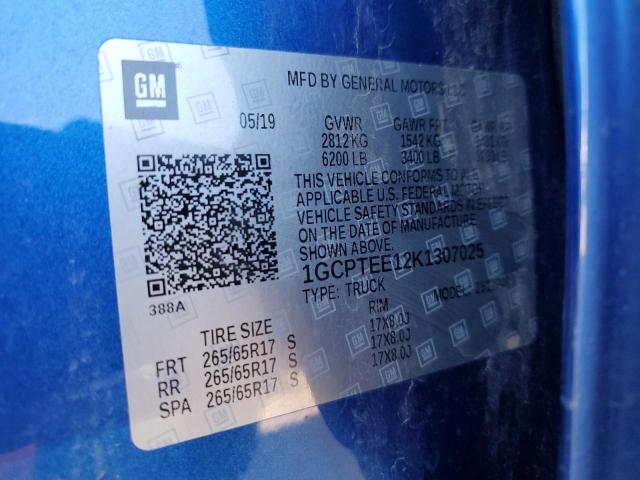 GM
MFD BY GENERAL MOTORS LLC
05/19 GVWR GAWR FRT GAWR
2812 KG 1542 KG
6200 LB 3400 LB
THIS VEHICLE CONFORMS TO ALL
APPLICABLE U.S. FEDERAL MOTOR
VEHICLE SAFETY STANDARDS IN EFFECT
ON THE DATE OF MANUFACTURE
SHOWN ABOVE.
1GCPTEE12K1307025
TYPE: TRUCK MODEL:
388A
TIRE SIZE RIM
FRT 265/65R17 S 17X8.0J
RR 265/65R17 S 17X8.0J
SPA 265/65R17 S 17X8.0J